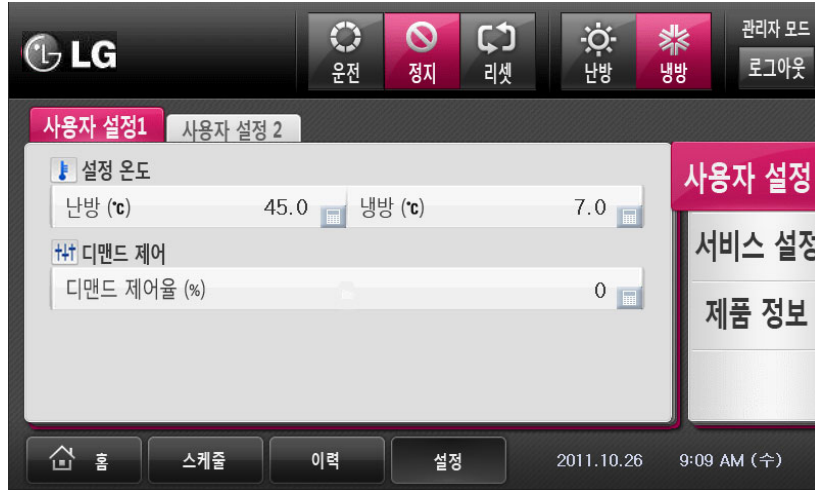 LG
운전
정지
리셋
난방
냉방
관리자 모드
로그아웃
사용자 설정1
사용자 설정 2
설정 온도
난방 (℃) 45.0
냉방 (℃) 7.0
디맨드 제어
디맨드 제어율 (%) 0
사용자 설정
서비스 설정
제품 정보
홈
스케줄
이력
설정
2011.10.26 9:09 AM (수)